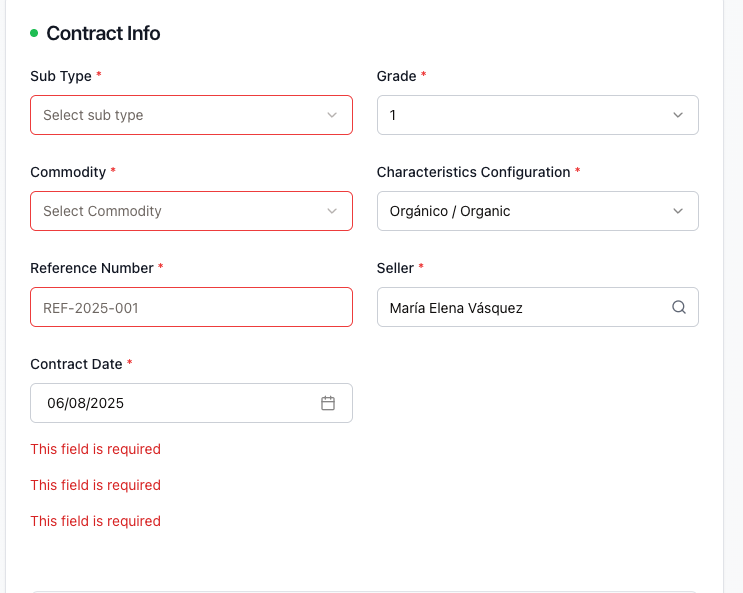 Contract Info
Sub Type *
Grade *
Select sub type
1
Commodity *
Characteristics Configuration *
Select Commodity
Orgánico / Organic
Reference Number *
Seller *
REF-2025-001
María Elena Vásquez
Contract Date *
06/08/2025
This field is required
This field is required
This field is required